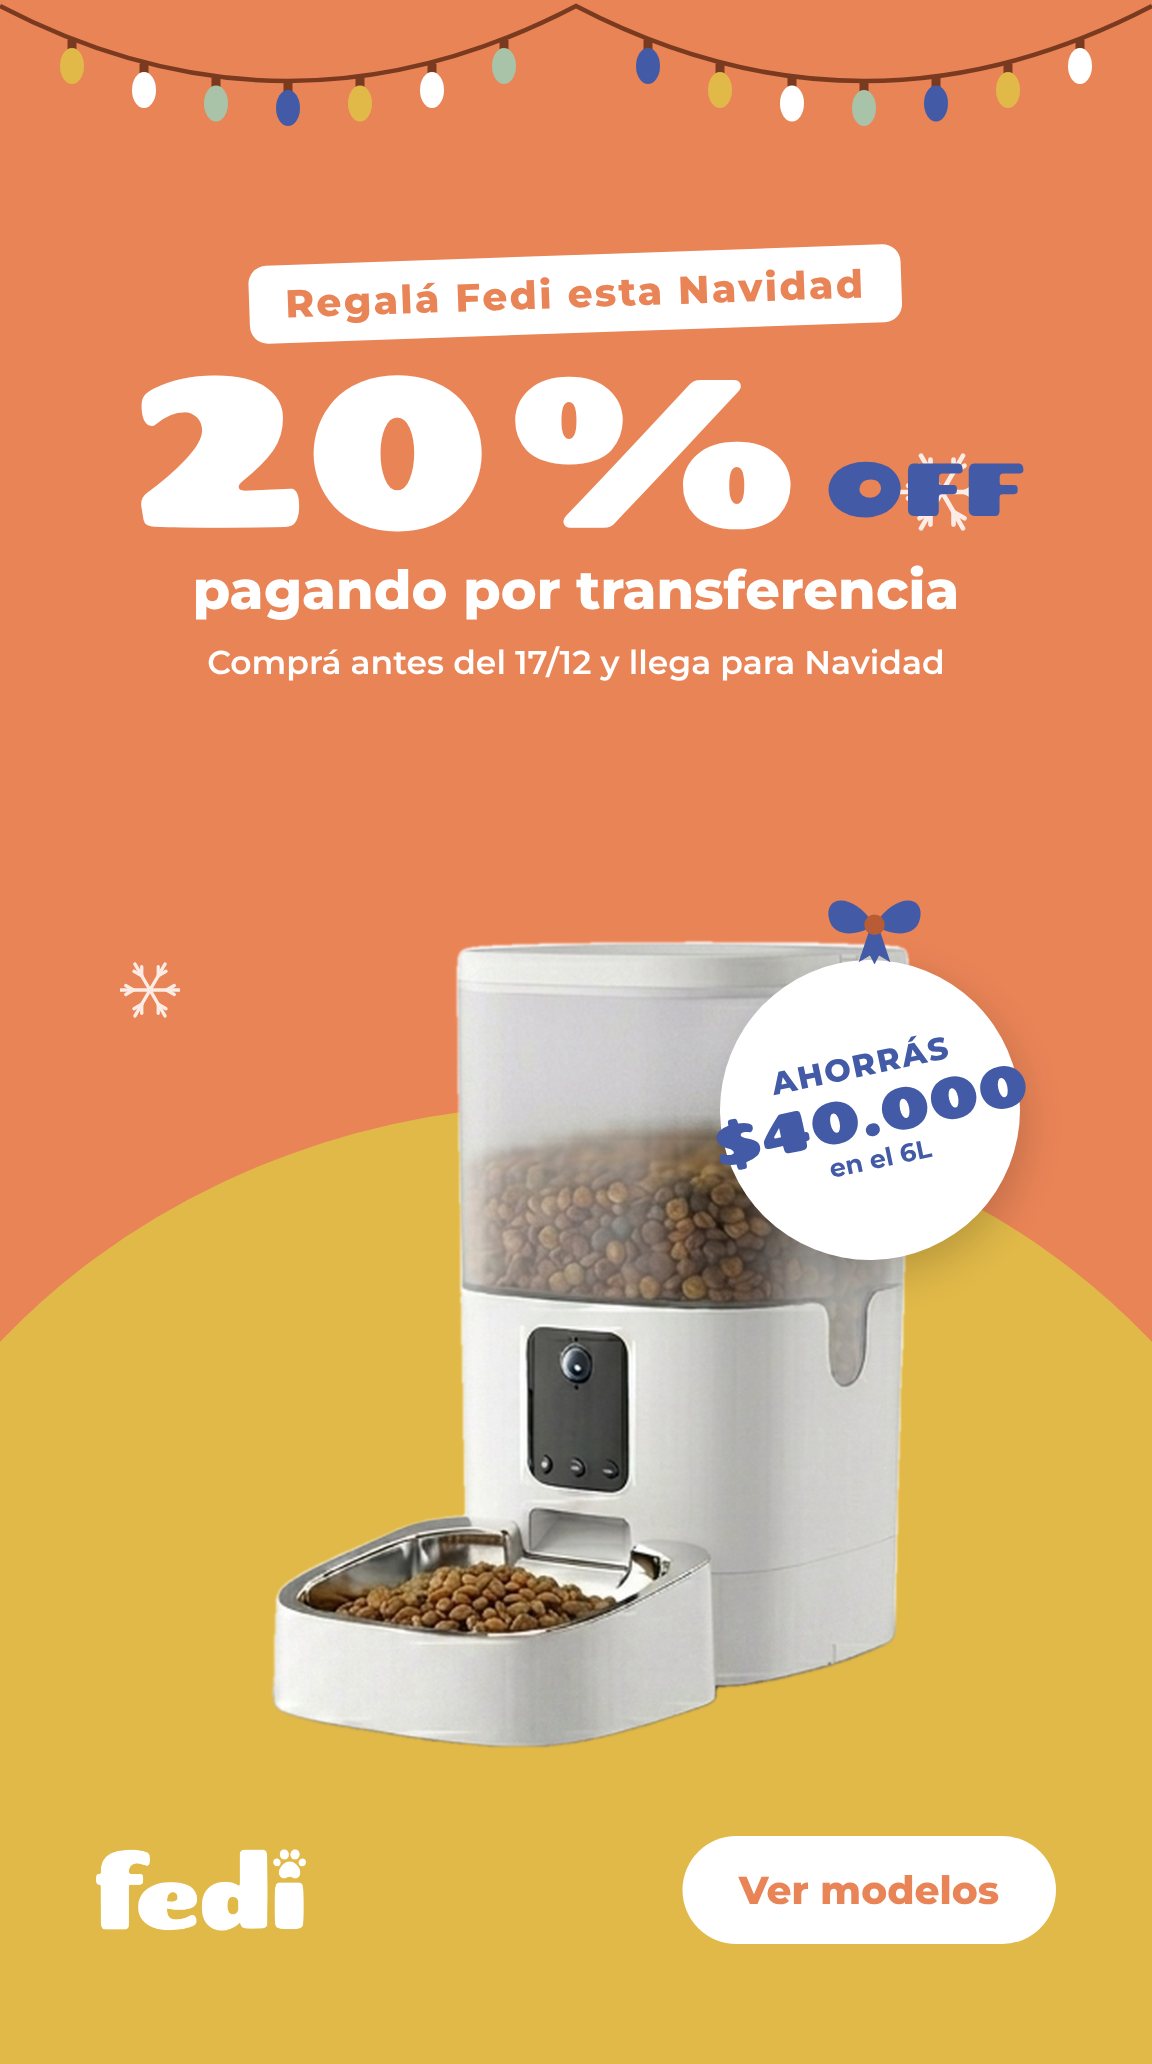 Regalá Fedi esta Navidad
20% OFF
pagando por transferencia
Comprá antes del 17/12 y llega para Navidad
AHORRÁS
$40.000
en el 6L
fedi
Ver modelos